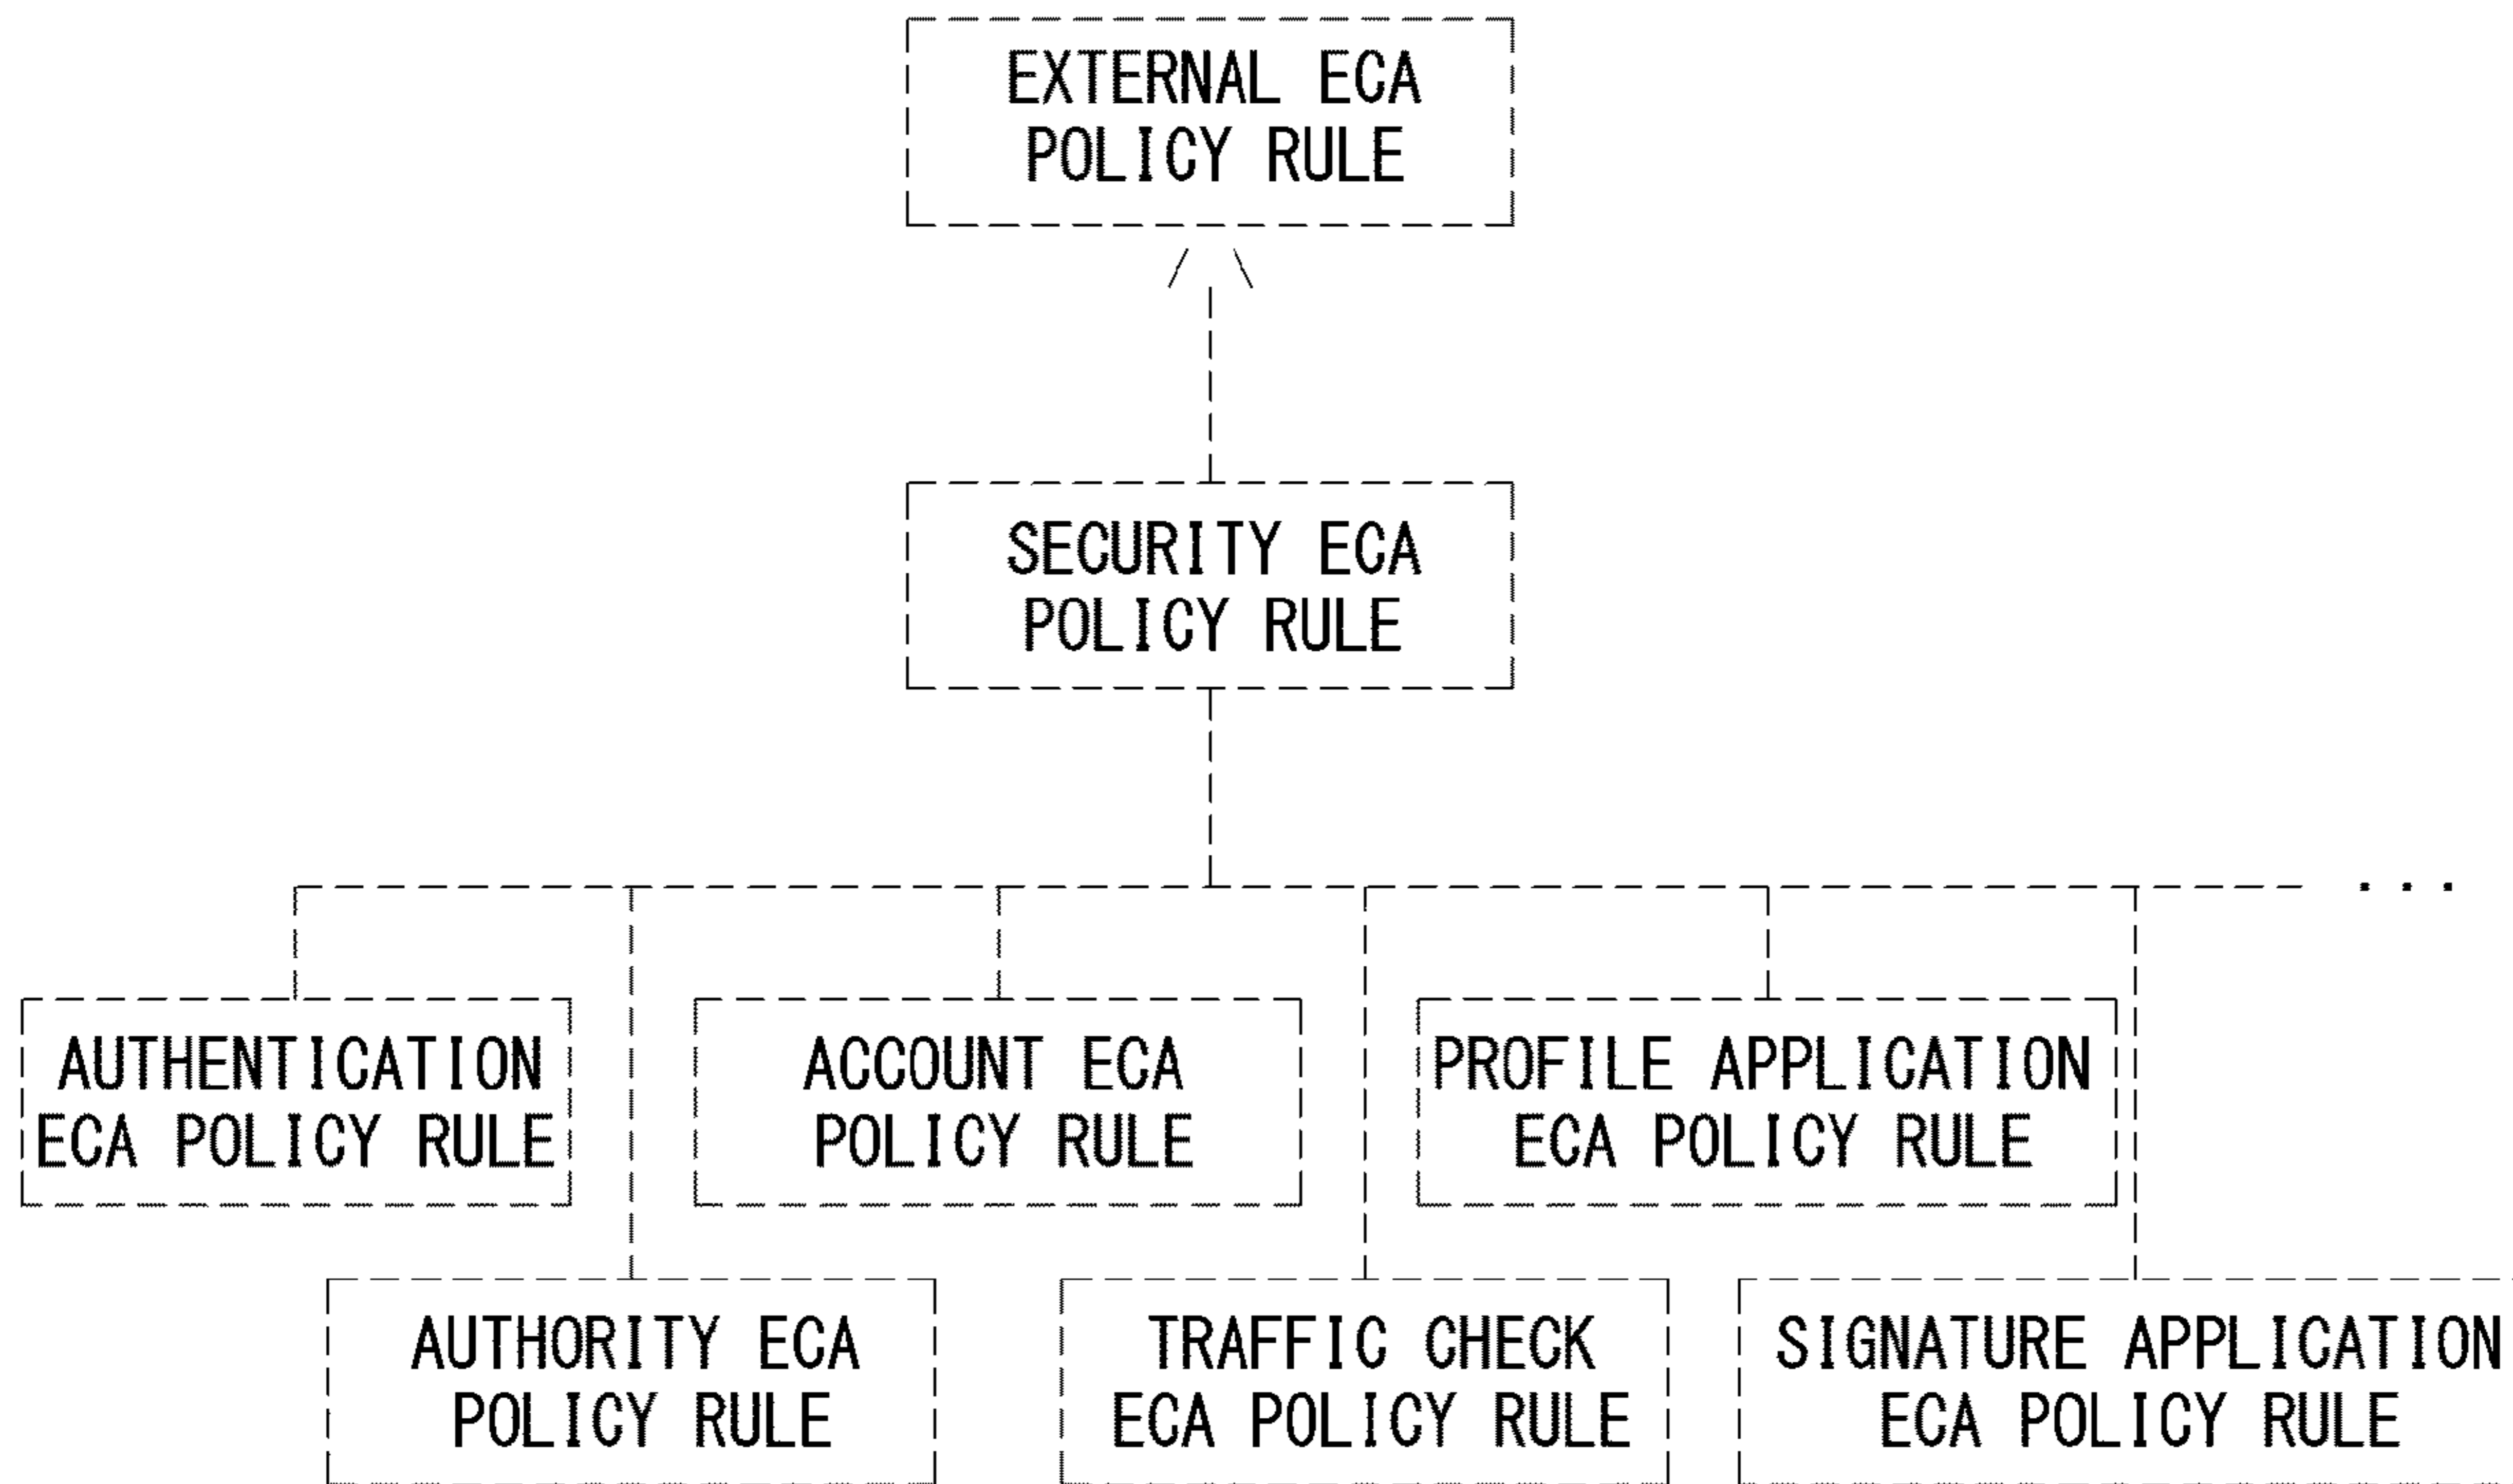 EXTERNAL ECA
POLICY RULE
SECURITY ECA
POLICY RULE
...
AUTHENTICATION
ECA POLICY RULE
ACCOUNT ECA
POLICY RULE
PROFILE APPLICATION
ECA POLICY RULE
AUTHORITY ECA
POLICY RULE
TRAFFIC CHECK
ECA POLICY RULE
SIGNATURE APPLICATION
ECA POLICY RULE